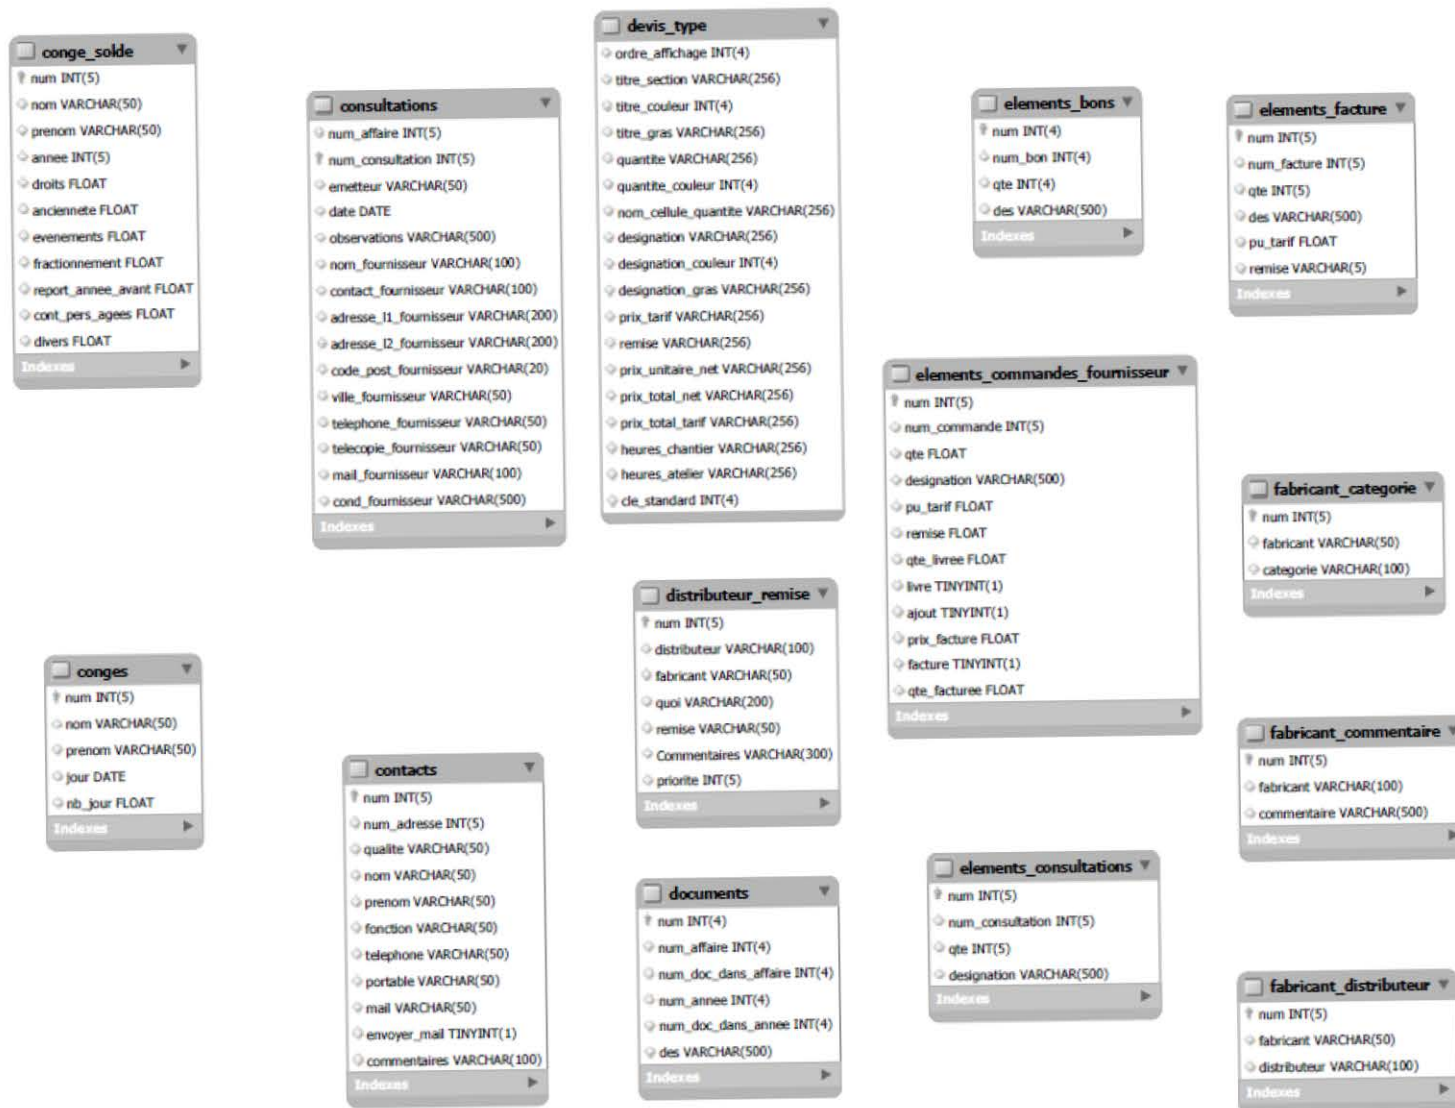 conge_solde
num INT(5)
nom VARCHAR(50)
prenom VARCHAR(50)
annee INT(5)
droits FLOAT
anciennete FLOAT
evenements FLOAT
fractionnement FLOAT
report_annee_avant FLOAT
cont_pers_agees FLOAT
divers FLOAT
Indexes
conges
num INT(5)
nom VARCHAR(50)
prenom VARCHAR(50)
jour DATE
nb_jour FLOAT
Indexes
consultations
num_affaire INT(5)
num_consultation INT(5)
emetteur VARCHAR(50)
date DATE
observations VARCHAR(500)
nom_fournisseur VARCHAR(100)
contact_fournisseur VARCHAR(100)
adresse_l1_fournisseur VARCHAR(200)
adresse_l2_fournisseur VARCHAR(200)
code_post_fournisseur VARCHAR(20)
ville_fournisseur VARCHAR(50)
telephone_fournisseur VARCHAR(50)
telecopie_fournisseur VARCHAR(50)
mail_fournisseur VARCHAR(100)
cond_fournisseur VARCHAR(500)
Indexes
contacts
num INT(5)
num_adresse INT(5)
qualite VARCHAR(50)
nom VARCHAR(50)
prenom VARCHAR(50)
fonction VARCHAR(50)
telephone VARCHAR(50)
portable VARCHAR(50)
mail VARCHAR(50)
envoyer_mail TINYINT(1)
commentaires VARCHAR(100)
Indexes
devis_type
ordre_affichage INT(4)
titre_section VARCHAR(256)
titre_couleur INT(4)
titre_gras VARCHAR(256)
quantite VARCHAR(256)
quantite_couleur INT(4)
nom_cellule_quantite VARCHAR(256)
designation VARCHAR(256)
designation_couleur INT(4)
designation_gras VARCHAR(256)
prix_tarif VARCHAR(256)
remise VARCHAR(256)
prix_unitaire_net VARCHAR(256)
prix_total_net VARCHAR(256)
prix_total_tarif VARCHAR(256)
heures_chantier VARCHAR(256)
heures_atelier VARCHAR(256)
cle_standard INT(4)
distributeur_remise
num INT(5)
distributeur VARCHAR(100)
fabricant VARCHAR(50)
quoi VARCHAR(200)
remise VARCHAR(50)
Commentaires VARCHAR(300)
priorite INT(5)
Indexes
documents
num INT(4)
num_affaire INT(4)
num_doc_dans_affaire INT(4)
num_annee INT(4)
num_doc_dans_annee INT(4)
des VARCHAR(500)
Indexes
elements_bons
num INT(4)
num_bon INT(4)
qte INT(4)
des VARCHAR(500)
Indexes
elements_commandes_fournisseur
num INT(5)
num_commande INT(5)
qte FLOAT
designation VARCHAR(500)
pu_tarif FLOAT
remise FLOAT
qte_livree FLOAT
livre TINYINT(1)
ajout TINYINT(1)
prix_facture FLOAT
facture TINYINT(1)
qte_facturee FLOAT
Indexes
elements_consultations
num INT(5)
num_consultation INT(5)
qte INT(5)
designation VARCHAR(500)
Indexes
elements_facture
num INT(5)
num_facture INT(5)
qte INT(5)
des VARCHAR(500)
pu_tarif FLOAT
remise VARCHAR(5)
Indexes
fabricant_categorie
num INT(5)
fabricant VARCHAR(50)
categorie VARCHAR(100)
Indexes
fabricant_commentaire
num INT(5)
fabricant VARCHAR(100)
commentaire VARCHAR(500)
Indexes
fabricant_distributeur
num INT(5)
fabricant VARCHAR(50)
distributeur VARCHAR(100)
Indexes